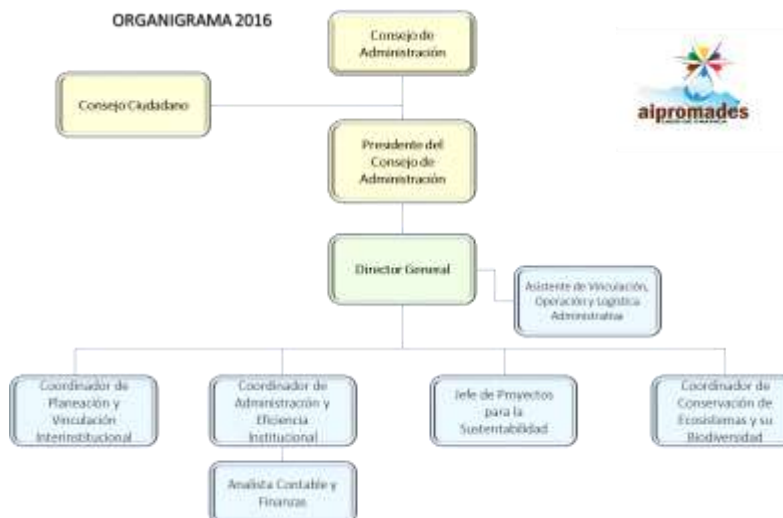 ORGANIGRAMA 2016
Consejo de
Administración
aipromades
Consejo Ciudadano
Presidente del
Consejo de
Administración
Director General
Asistente de Vinculación,
Operación y Logística
Administrativa
Coordinador de
Planeación y
Vinculación
Interinstitucional
Coordinador de
Administración y
Eficiencia
Institucional
Jefe de Proyectos
para la
Sustentabilidad
Coordinador de
Conservación de
Ecosistemas y su
Biodiversidad
Analista Contable y
Finanzas